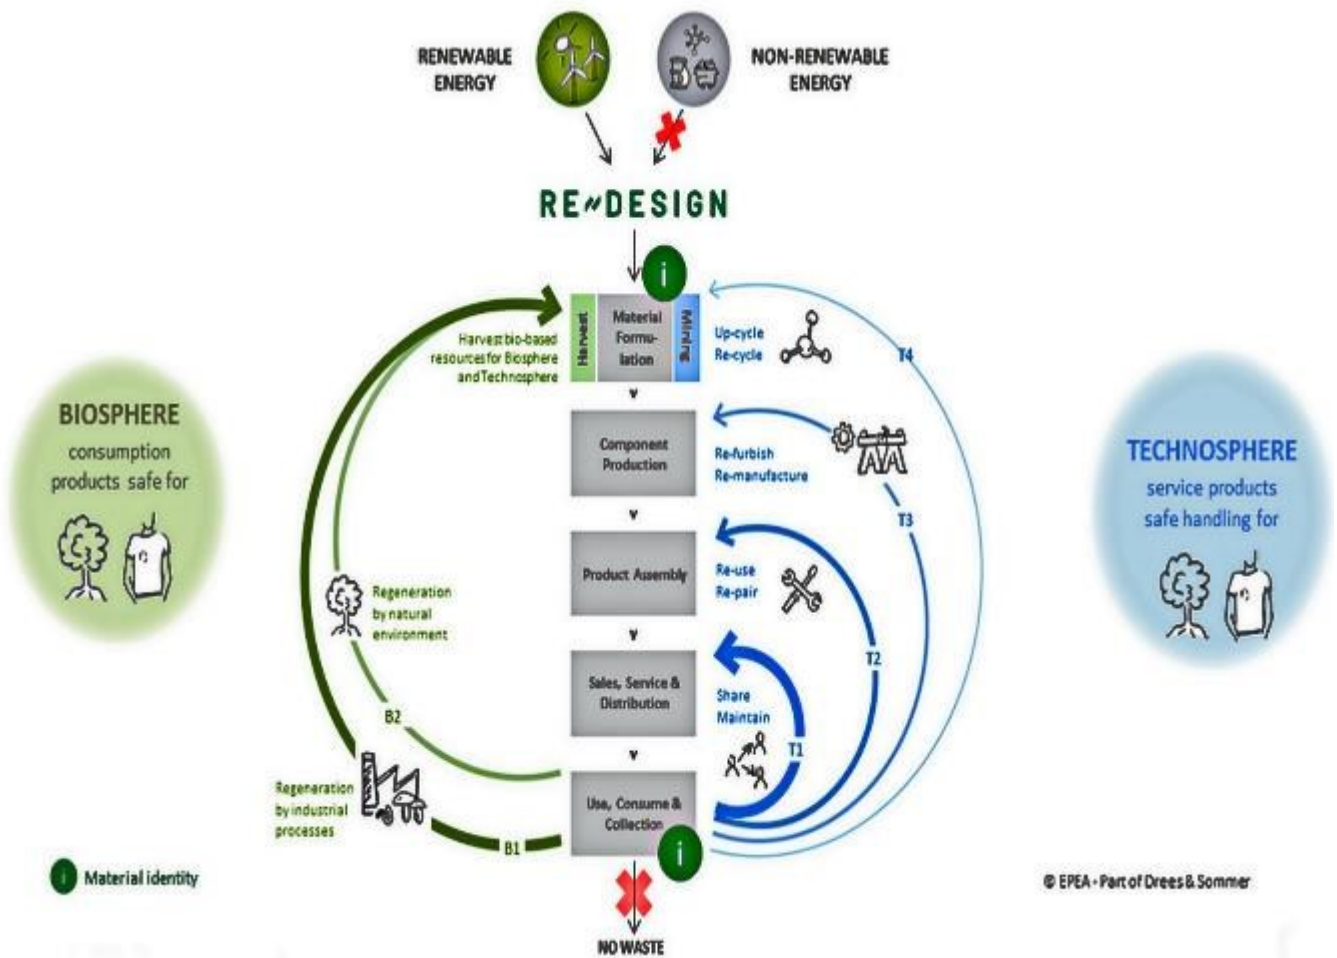 RENEWABLE
ENERGY
NON-RENEWABLE
ENERGY
RE//DESIGN
i
Harvest
Material
Formu-
lation
Mining
Harvest bio-based
resources for Biosphere
and Technosphere
Up-cycle
Re-cycle
T4
BIOSPHERE
consumption
products safe for
Component
Production
Re-furbish
Re-manufacture
T3
TECHNOSPHERE
service products
safe handling for
Product Assembly
Re-use
Re-pair
T2
Regeneration
by natural
environment
B2
Sales, Service &
Distribution
Share
Maintain
T1
Regeneration
by industrial
processes
B1
Use, Consume &
Collection
i
i Material identity
© EPEA - Part of Drees & Sommer
NO WASTE